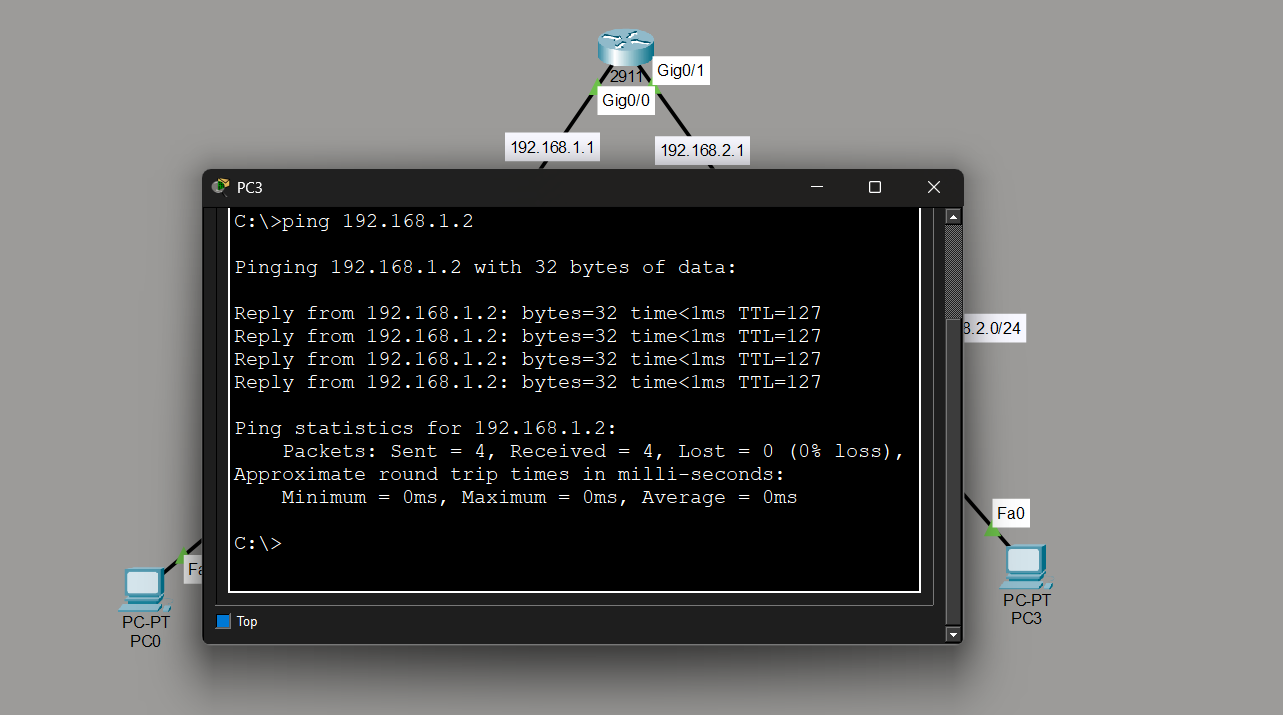 2911
Gig0/1
Gig0/0
192.168.1.1
192.168.2.1
PC3
C:\>ping 192.168.1.2
Pinging 192.168.1.2 with 32 bytes of data:
Reply from 192.168.1.2: bytes=32 time<1ms TTL=127
Reply from 192.168.1.2: bytes=32 time<1ms TTL=127
Reply from 192.168.1.2: bytes=32 time<1ms TTL=127
Reply from 192.168.1.2: bytes=32 time<1ms TTL=127
Ping statistics for 192.168.1.2:
Packets: Sent = 4, Received = 4, Lost = 0 (0% loss),
Approximate round trip times in milli-seconds:
Minimum = 0ms, Maximum = 0ms, Average = 0ms
C:\>
Top
8.2.0/24
Fa0
PC-PT
PC3
Fa
PC-PT
PC0